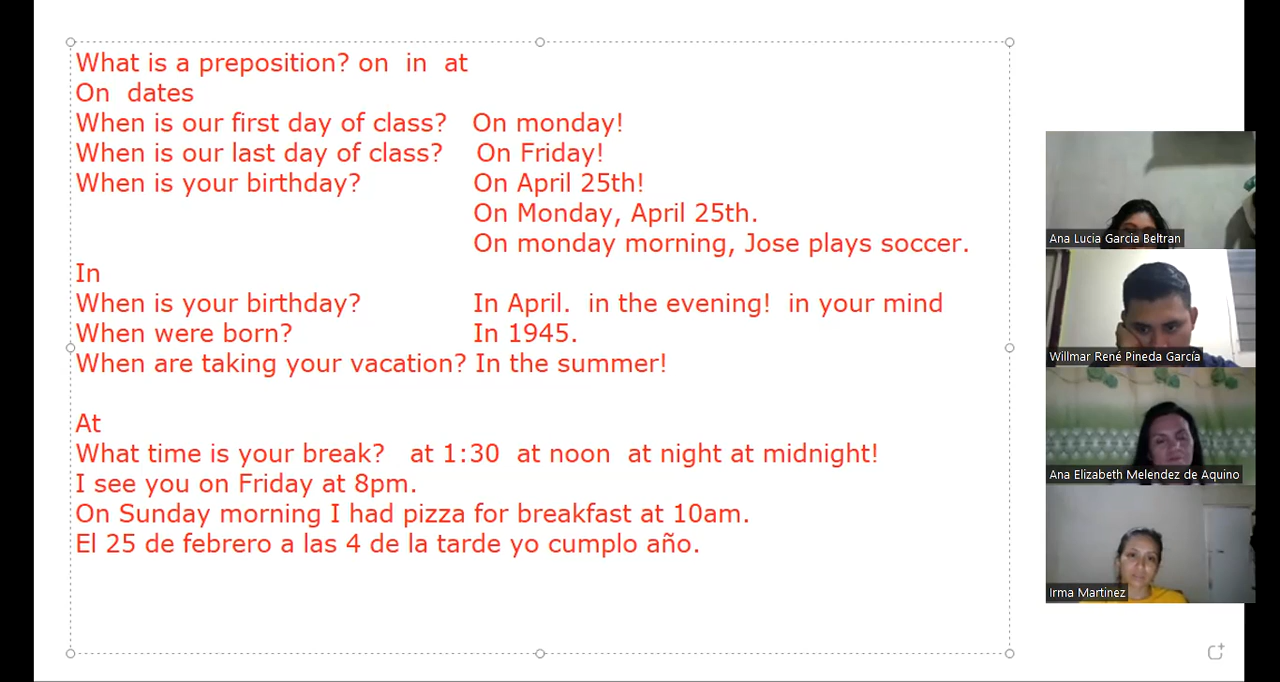 What is a preposition? on in at
On dates
When is our first day of class? On monday!
When is our last day of class? On Friday!
When is your birthday? On April 25th!
On Monday, April 25th.
On monday morning, Jose plays soccer.
In
When is your birthday? In April. in the evening! in your mind
When were born? In 1945.
When are taking your vacation? In the summer!
At
What time is your break? at 1:30 at noon at night at midnight!
I see you on Friday at 8pm.
On Sunday morning I had pizza for breakfast at 10am.
El 25 de febrero a las 4 de la tarde yo cumplo año.
Ana Lucia Garcia Beltran
Willmar René Pineda García
Ana Elizabeth Melendez de Aquino
Irma Martinez